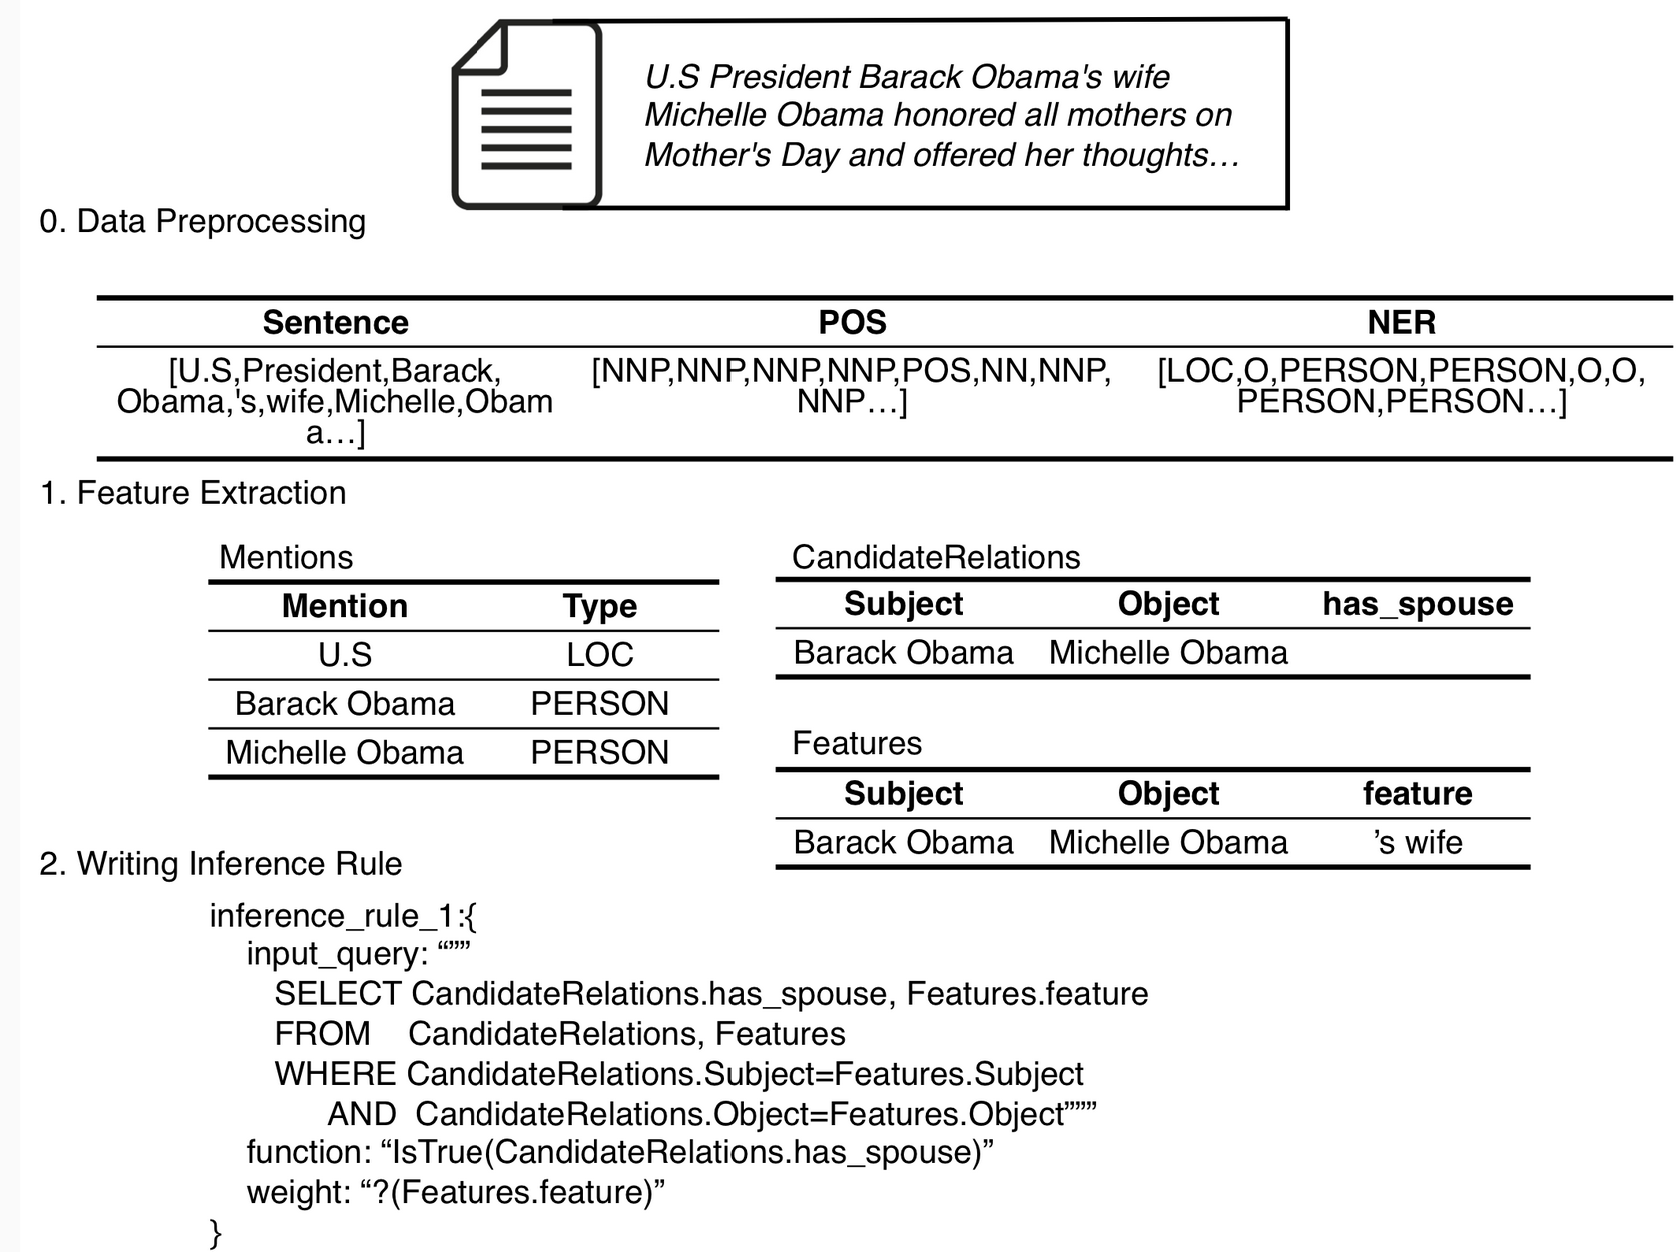 U.S President Barack Obama's wife
Michelle Obama honored all mothers on
Mother's Day and offered her thoughts…
0. Data Preprocessing
Sentence POS NER
[U.S,President,Barack, [NNP,NNP,NNP,NNP,POS,NN,NNP, [LOC,O,PERSON,PERSON,O,O,
Obama,'s,wife,Michelle,Obam NNP…] PERSON,PERSON…]
a…]
1. Feature Extraction
Mentions
Mention Type
U.S LOC
Barack Obama PERSON
Michelle Obama PERSON
CandidateRelations
Subject Object has_spouse
Barack Obama Michelle Obama
Features
Subject Object feature
Barack Obama Michelle Obama ’s wife
2. Writing Inference Rule
inference_rule_1:{
input_query: “””
SELECT CandidateRelations.has_spouse, Features.feature
FROM CandidateRelations, Features
WHERE CandidateRelations.Subject=Features.Subject
AND CandidateRelations.Object=Features.Object”””
function: “IsTrue(CandidateRelations.has_spouse)”
weight: “?(Features.feature)”
}